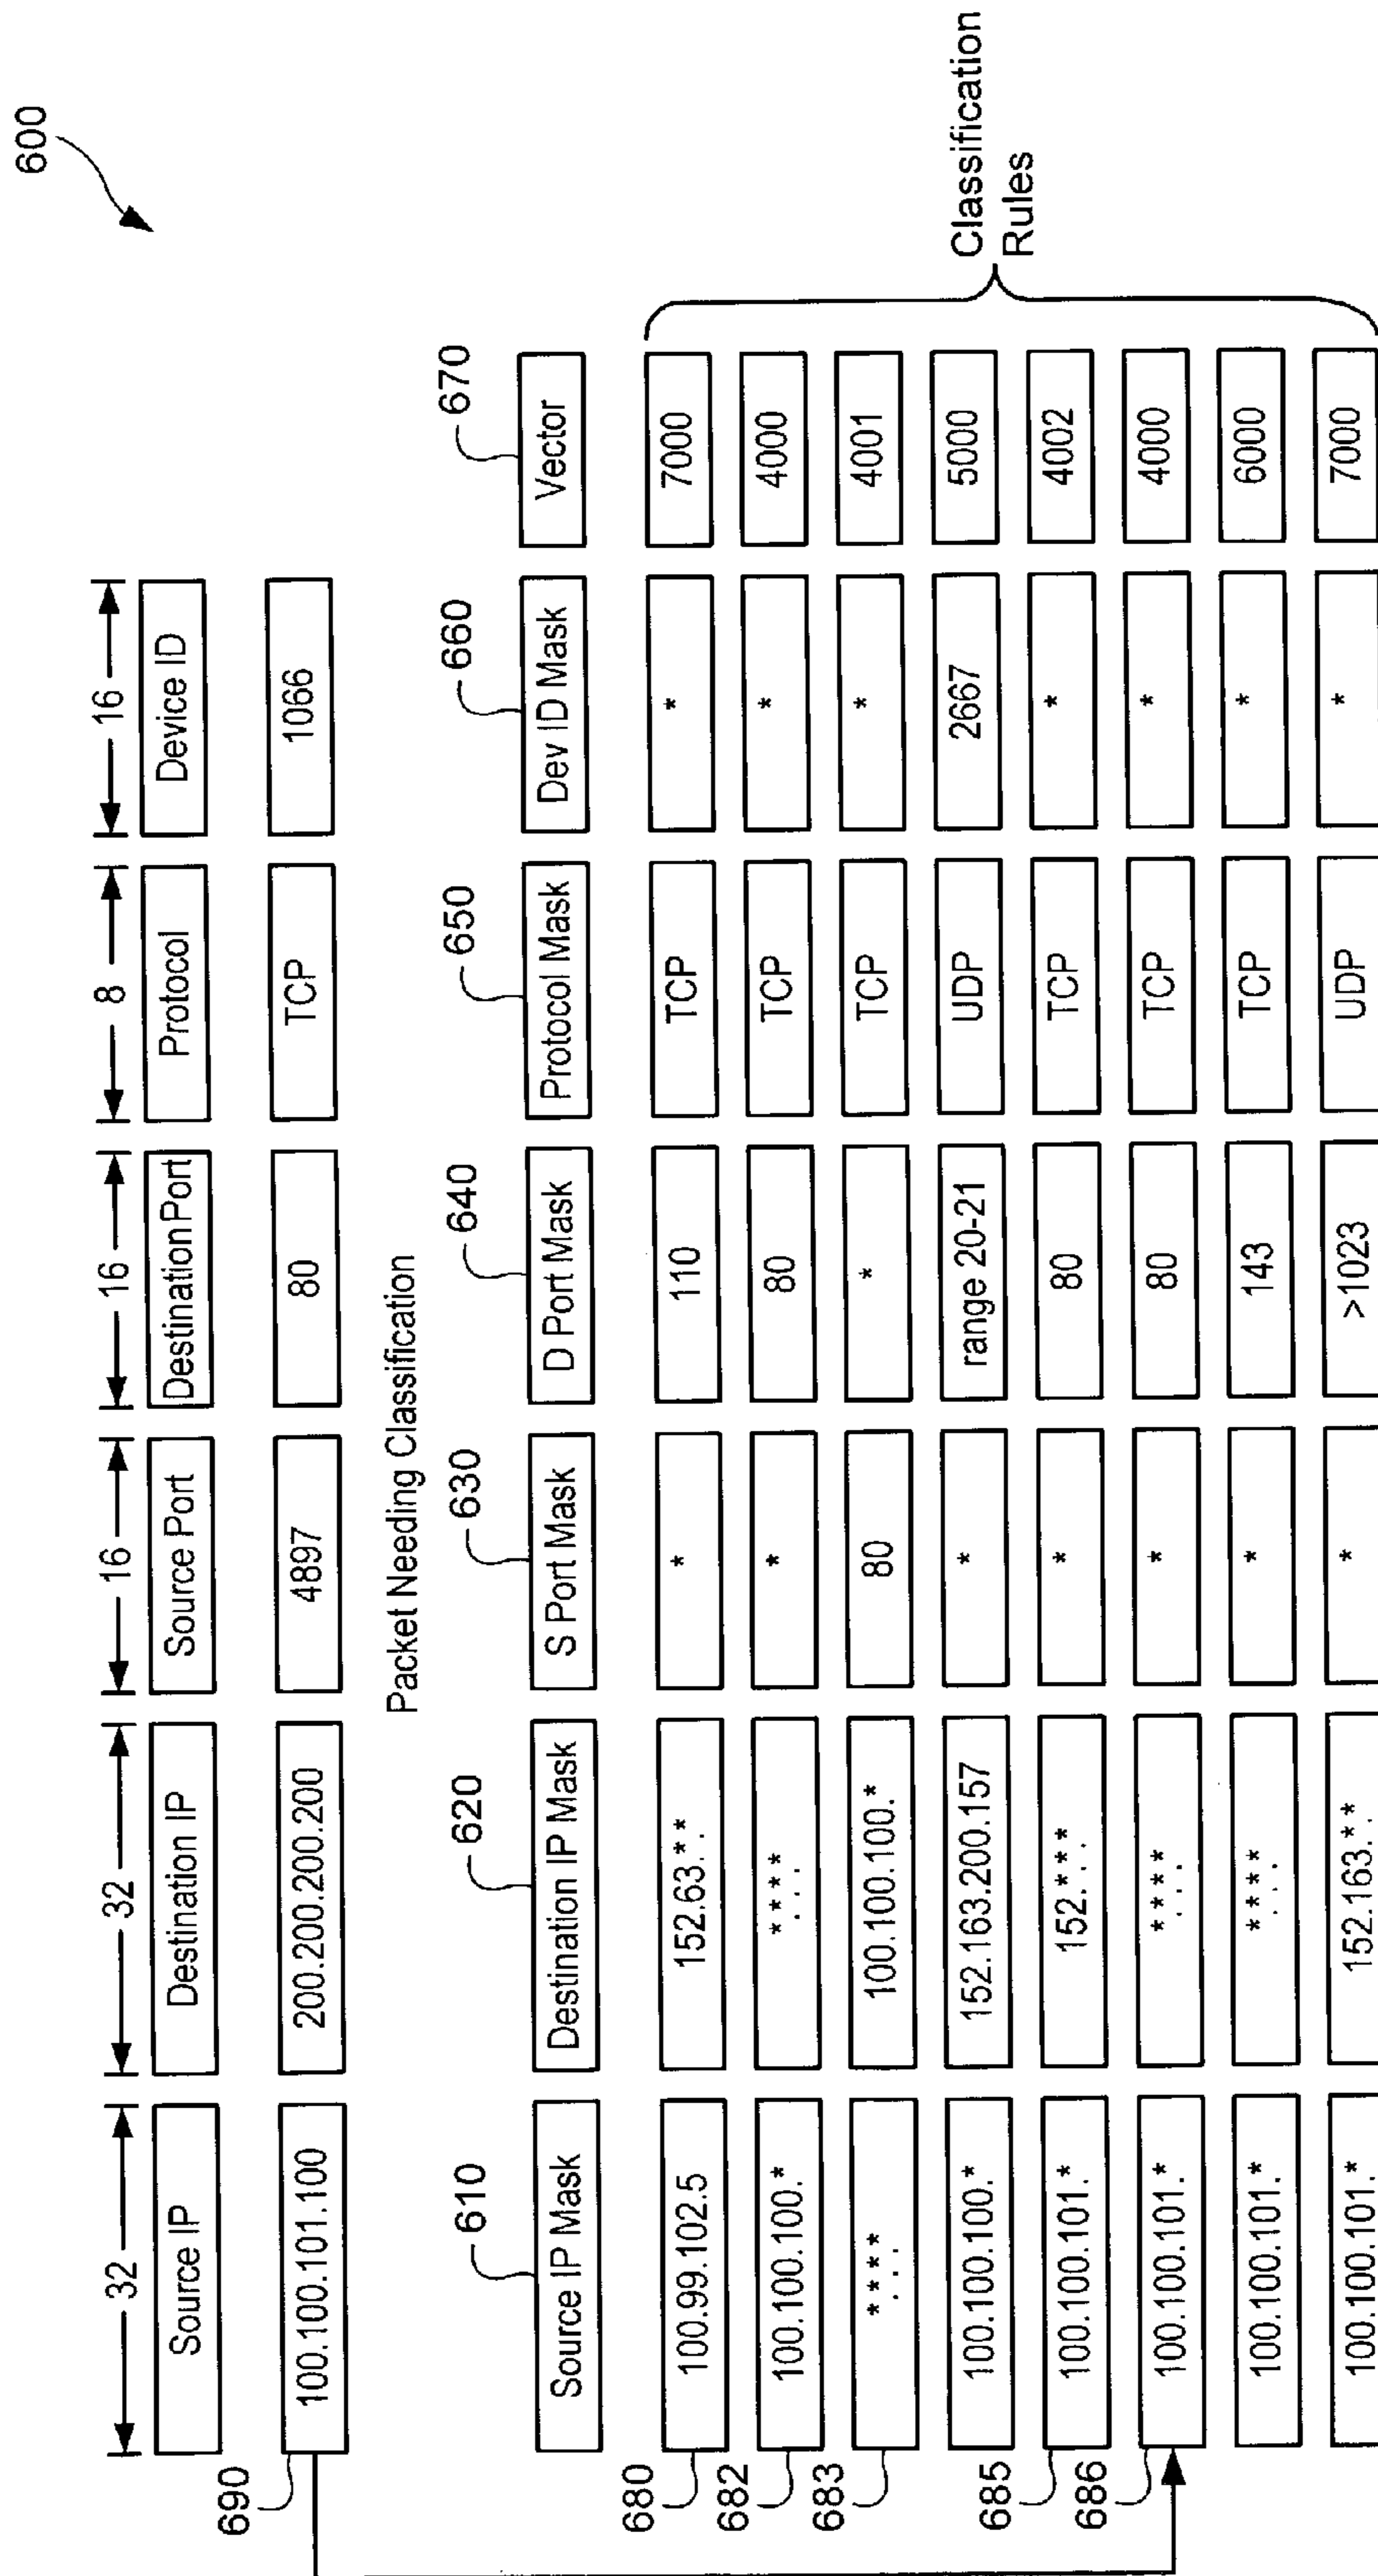 600
32 32 16 16 8 16
Source IP Destination IP Source Port Destination Port Protocol Device ID
690 100.100.101.100 200.200.200.200 4897 80 TCP 1066
Packet Needing Classification
610 620 630 640 650 660 670
Source IP Mask Destination IP Mask S Port Mask D Port Mask Protocol Mask Dev ID Mask Vector
680 100.99.102.5 152.63.*.* * 110 TCP * 7000
682 100.100.100.* *.*.*.* * 80 TCP * 4000
683 *.*.*.* 100.100.100.* 80 * TCP * 4001
100.100.100.* 152.163.200.157 * range 20-21 UDP 2667 5000
685 100.100.101.* 152.*.*.* * 80 TCP * 4002
686 100.100.101.* *.*.*.* * 80 TCP * 4000
100.100.101.* *.*.*.* * 143 TCP * 6000
100.100.101.* 152.163.*.* * >1023 UDP * 7000
Classification
Rules